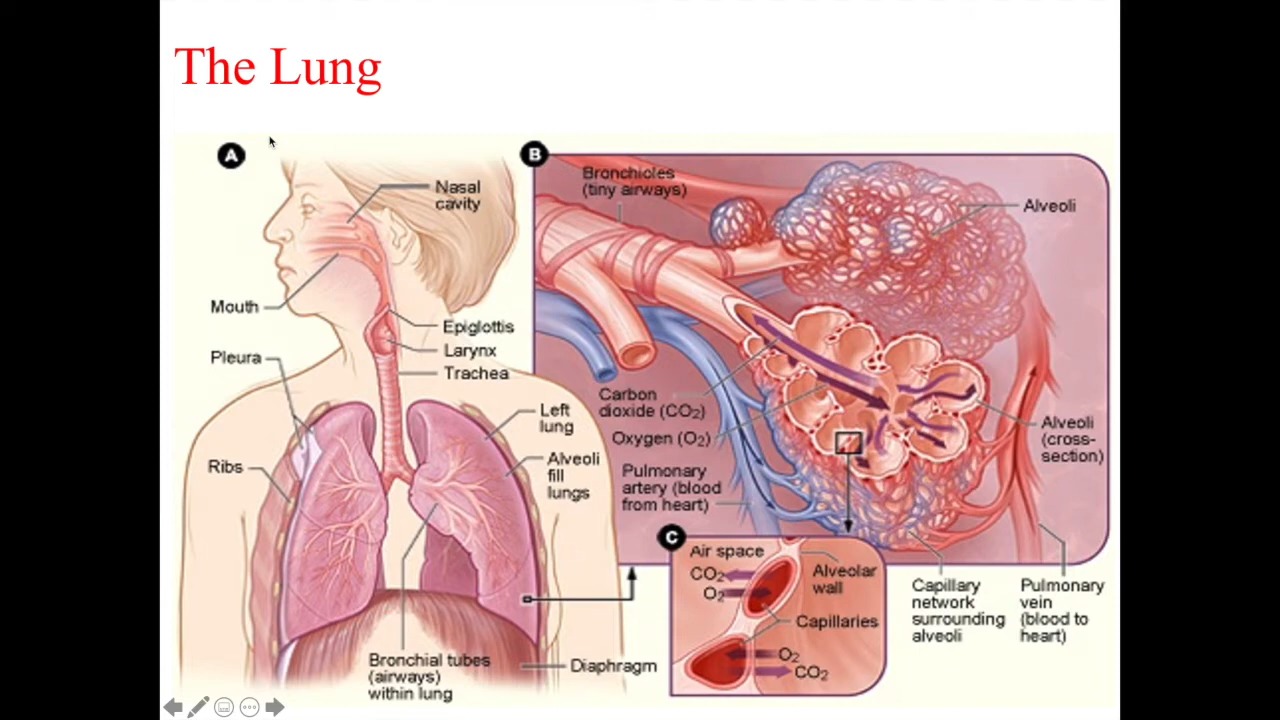 The Lung
A
Nasal
cavity
Mouth
Epiglottis
Larynx
Trachea
Pleura
Left
lung
Ribs
Alveoli
fill
lungs
Bronchial tubes
(airways)
within lung
Diaphragm
B
Bronchioles
(tiny airways)
Alveoli
Carbon
dioxide (CO2)
Oxygen (O2)
Pulmonary
artery (blood
from heart)
Alveoli
(cross-
section)
Capillary
network
surrounding
alveoli
Pulmonary
vein
(blood to
heart)
C
Air space
CO2
O2
Alveolar
wall
Capillaries
O2
CO2